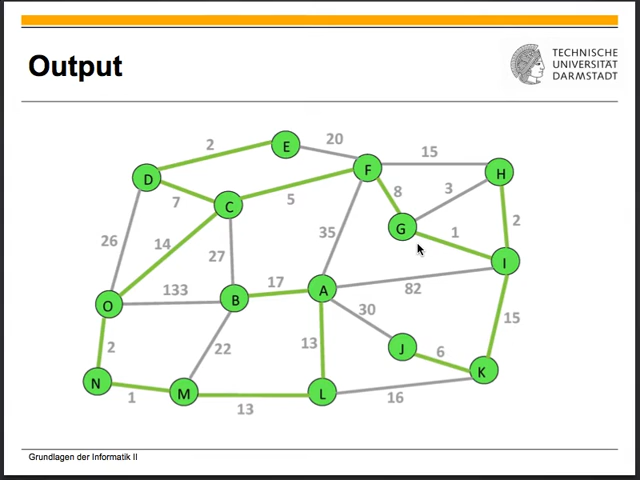 Output
TECHNISCHE
UNIVERSITÄT
DARMSTADT
2
E
20
15
D
F
H
7
C
5
8
3
G
1
2
26
14
27
35
I
133
17
A
82
O
B
30
15
2
22
13
J
6
K
N
1
M
13
L
16
Grundlagen der Informatik II